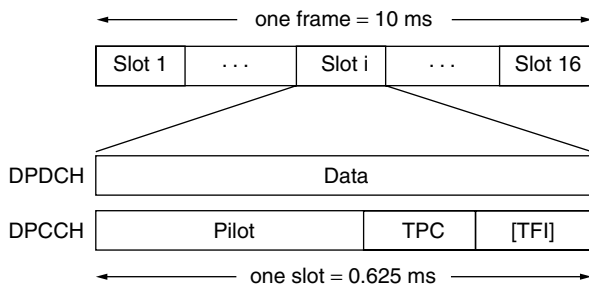 one frame = 10 ms
Slot 1 ... Slot i ... Slot 16
DPDCH Data
DPCCH Pilot TPC [TFI]
one slot = 0.625 ms